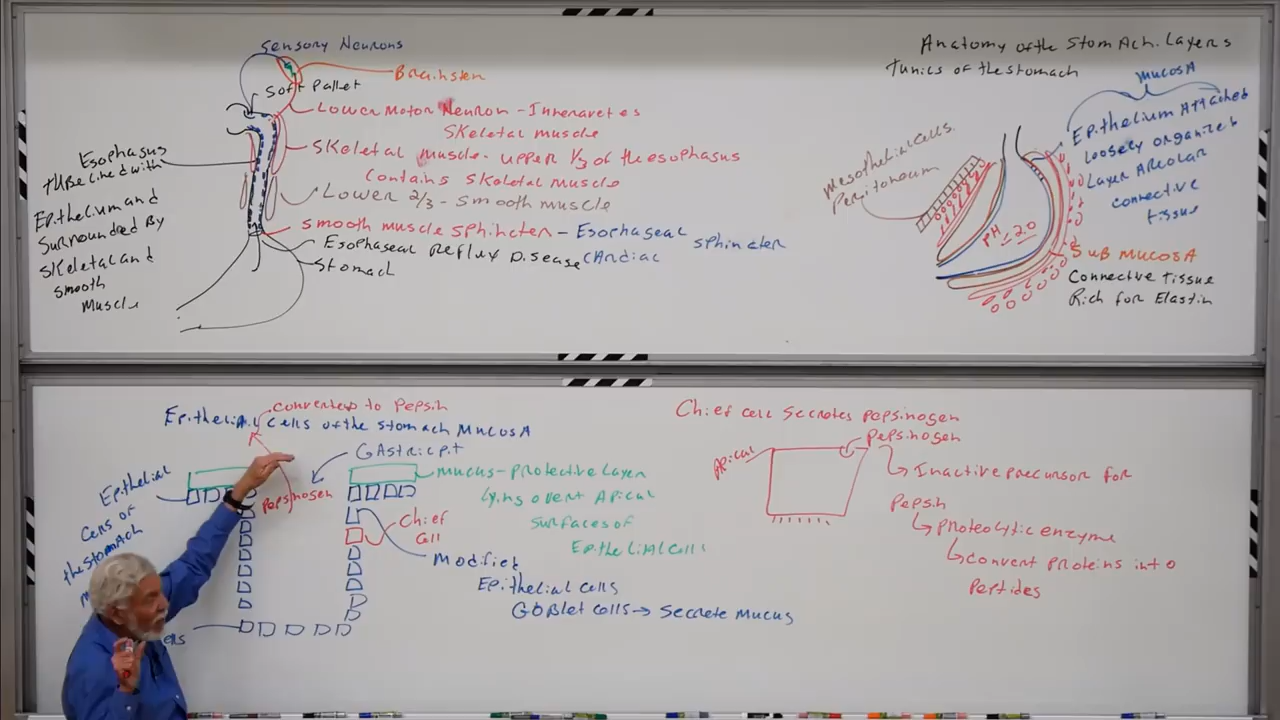 Sensory Neurons
Brainstem
Soft Pallet
Lower Motor Neuron - Innervates
Skeletal muscle
Esophasus
tube lined with
Epithelium and
Surrounded By
Skeletal and
smooth
Muscle
Skeletal muscle - upper 1/3 of the esophasus
Contains Skeletal muscle
Lower 2/3 - Smooth muscle
Smooth muscle sphincter - Esophageal sphincter
Esophageal Reflux Disease Cardiac
Stomach
Anatomy of the Stomach. Layers
Tunics of the stomach
Mucosa
Epithelium Attached
Loosely organized
Layer Areolar
connective
tissue
Mesothelial cells
Peritoneum
PH ≤ 2.0
Sub mucosa
Connective Tissue
Rich for Elastin
converted to Pepsin
Epithelial cells of the stomach Mucosa
Gastric pit
Epithelial
Cells of
the stomach
Pepsinogen
Mucus - Protective Layer
lying over Apical
surfaces of
Epithelial cells
Chief
Cell
Modified
Epithelial cells
Goblet cells → Secrete Mucus
Chief cell secretes pepsinogen
Pepsinogen
Apical
Inactive precursor for
Pepsin
Proteolytic enzyme
Convert proteins into
Peptides